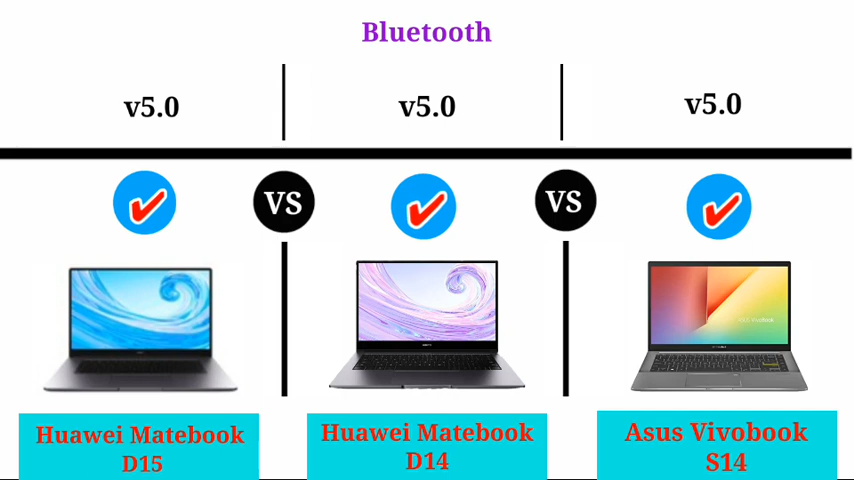 Bluetooth
v5.0
v5.0
v5.0
VS
VS
Huawei Matebook
D15
Huawei Matebook
D14
Asus Vivobook
S14